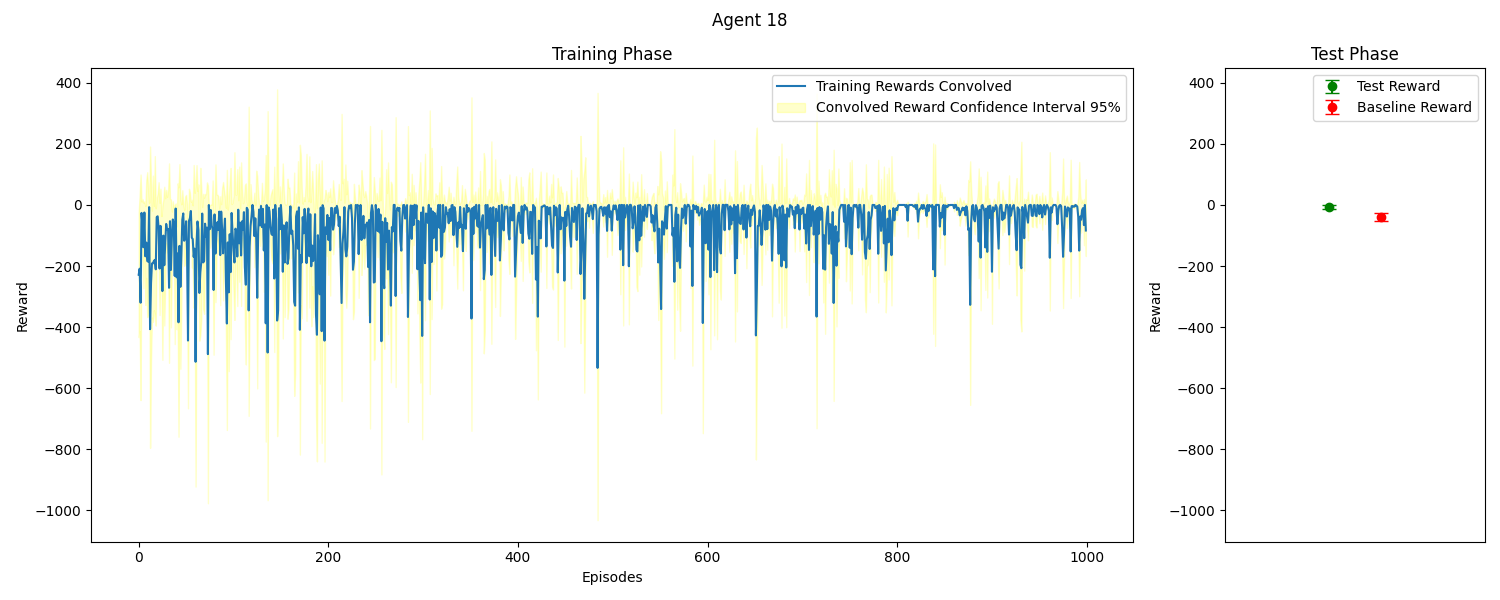 Agent 18
Training Phase
Test Phase
Training Rewards Convolved
Convolved Reward Confidence Interval 95%
Test Reward
Baseline Reward
Reward
400
200
0
−200
−400
−600
−800
−1000
0
200
400
600
800
1000
Episodes
Reward
400
200
0
−200
−400
−600
−800
−1000